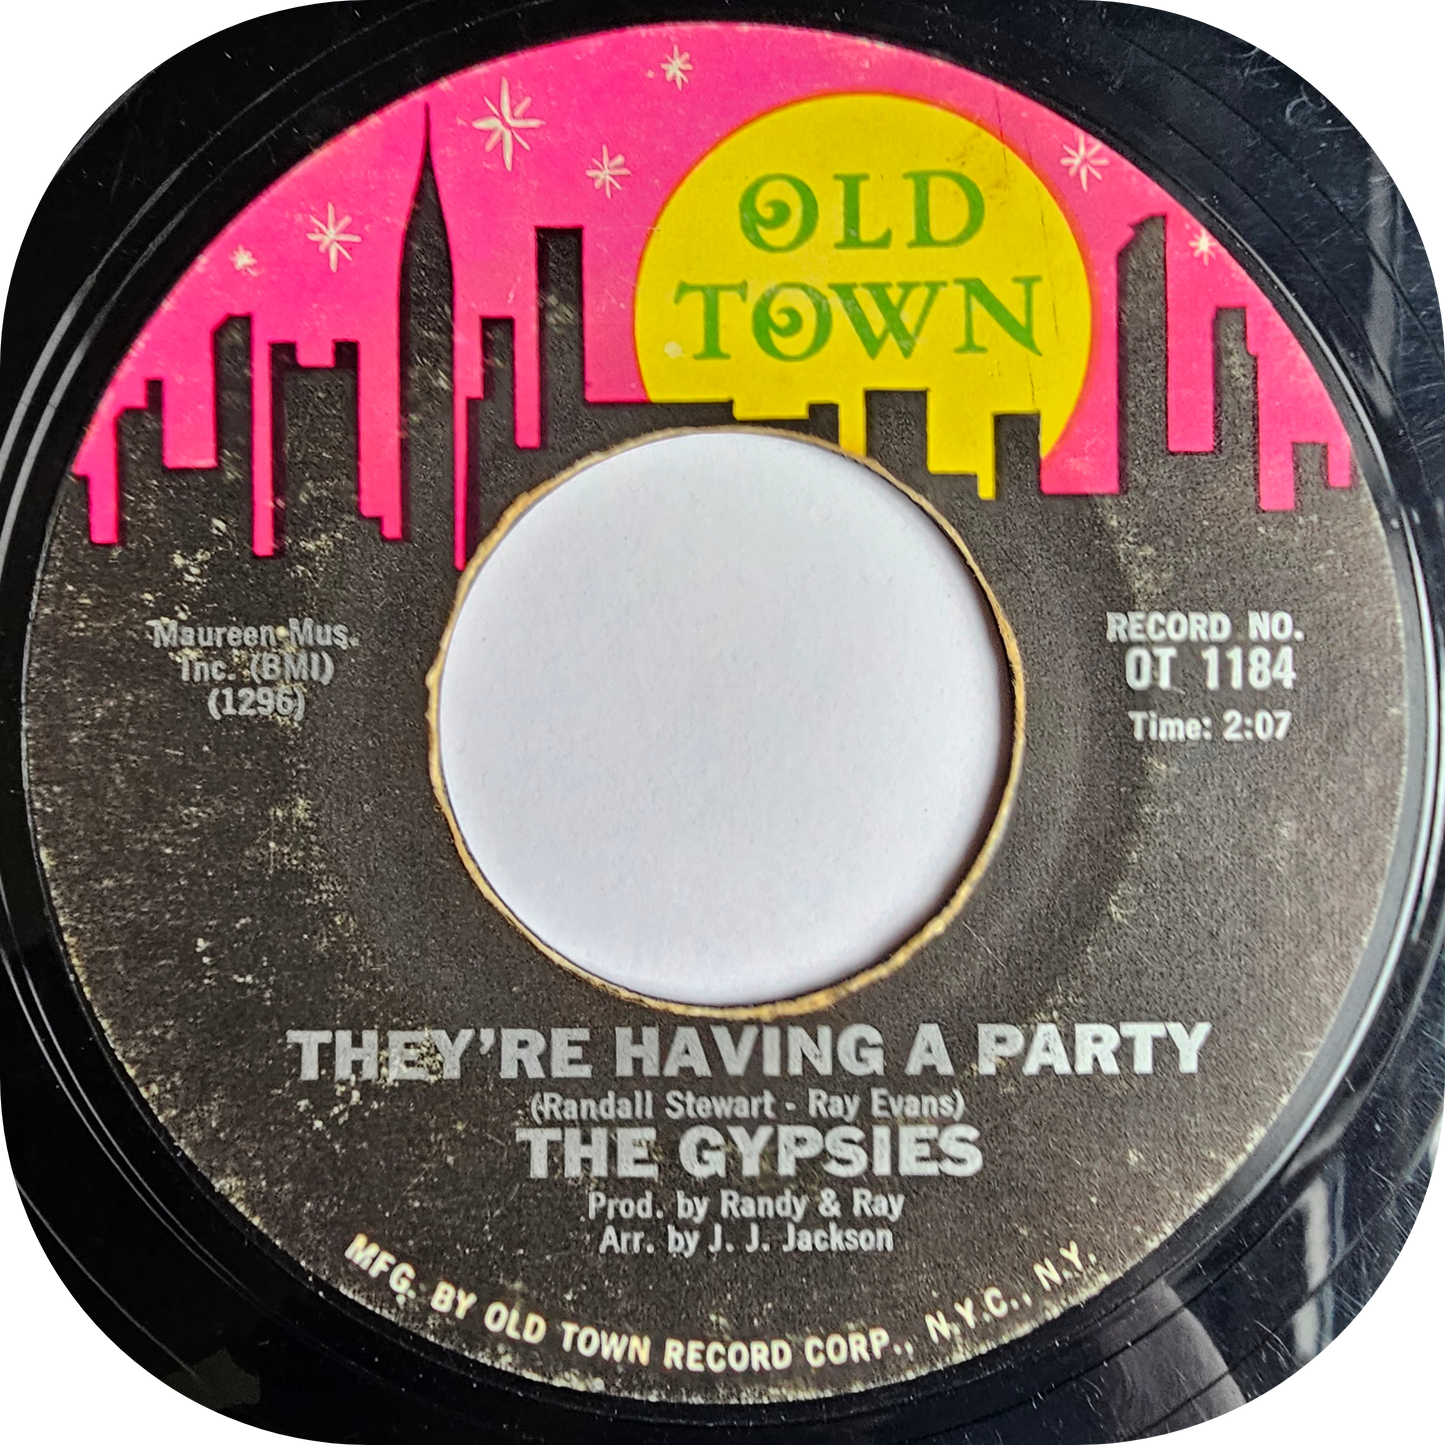 OLD
TOWN
Maureen Mus.
Inc. (BMI)
(1296)
RECORD NO.
OT 1184
Time: 2:07
THEY'RE HAVING A PARTY
(Randall Stewart - Ray Evans)
THE GYPSIES
Prod. by Randy & Ray
Arr. by J. J. Jackson
MFG. BY OLD TOWN RECORD CORP., N.Y.C., N.Y.